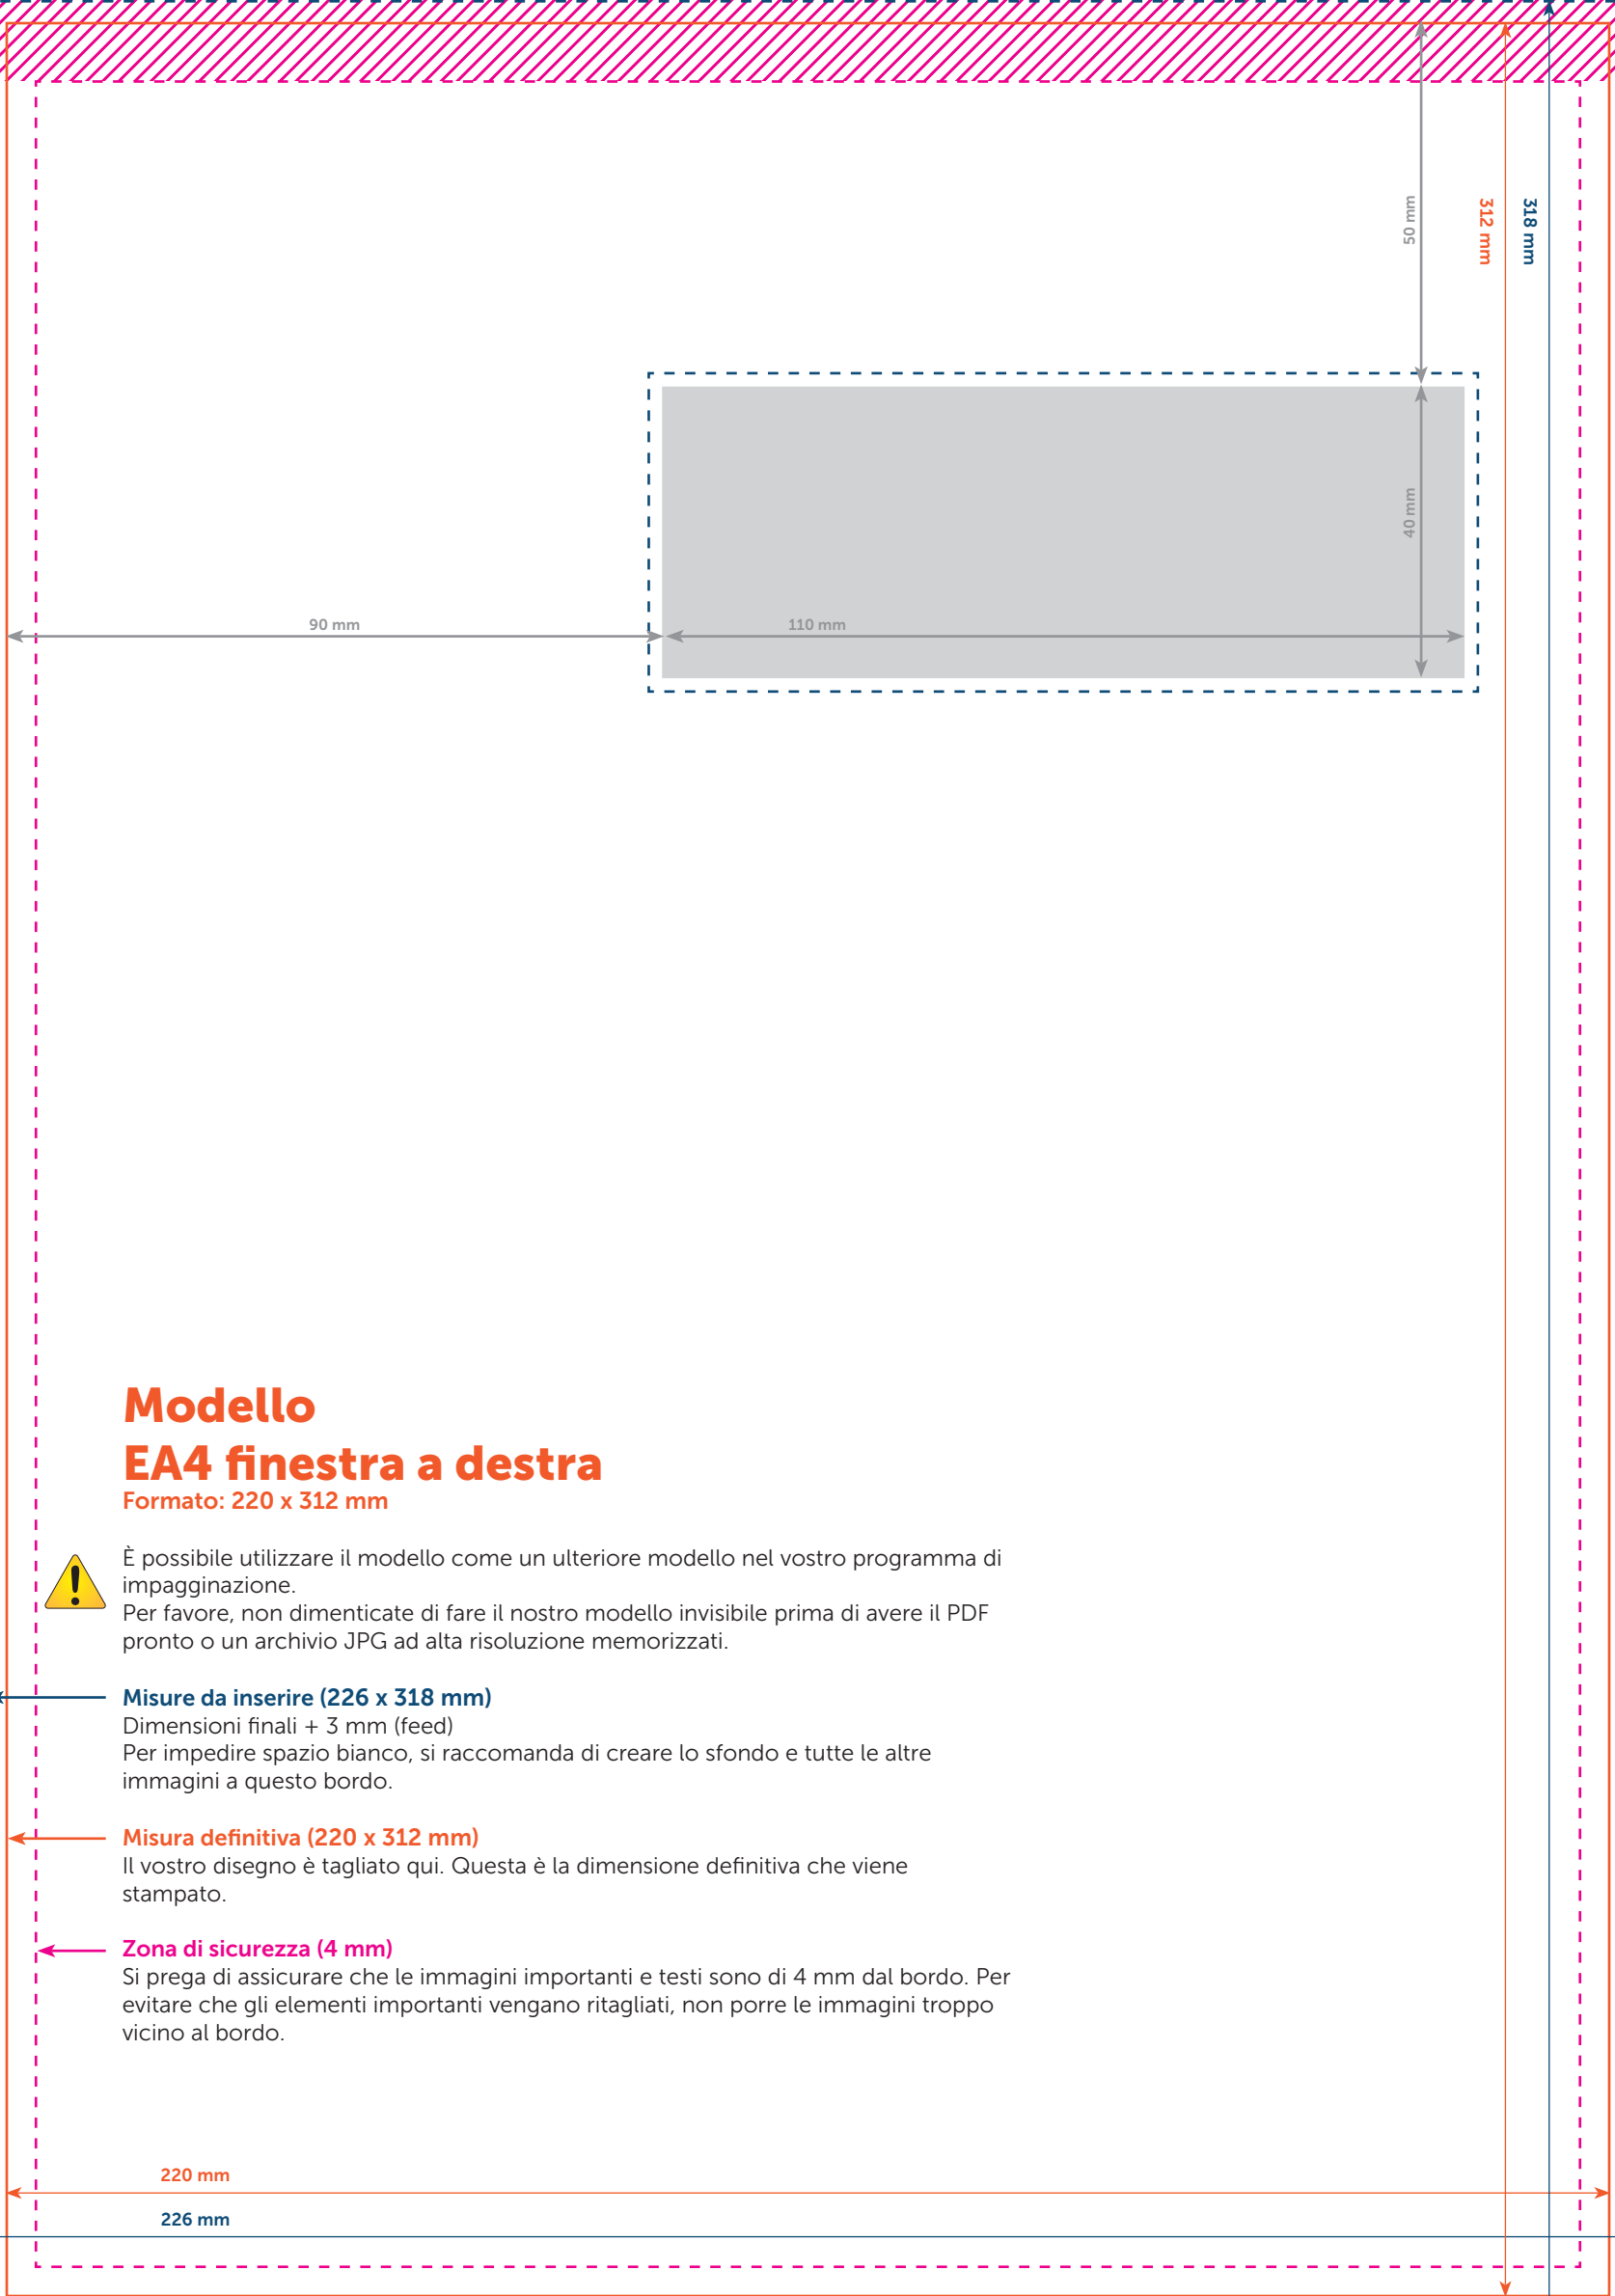 50 mm
312 mm
318 mm
40 mm
90 mm
110 mm
Modello
EA4 finestra a destra
Formato: 220 x 312 mm
È possibile utilizzare il modello come un ulteriore modello nel vostro programma di
impagginazione.
Per favore, non dimenticate di fare il nostro modello invisibile prima di avere il PDF
pronto o un archivio JPG ad alta risoluzione memorizzati.
Misure da inserire (226 x 318 mm)
Dimensioni finali + 3 mm (feed)
Per impedire spazio bianco, si raccomanda di creare lo sfondo e tutte le altre
immagini a questo bordo.
Misura definitiva (220 x 312 mm)
Il vostro disegno è tagliato qui. Questa è la dimensione definitiva che viene
stampato.
Zona di sicurezza (4 mm)
Si prega di assicurare che le immagini importanti e testi sono di 4 mm dal bordo. Per
evitare che gli elementi importanti vengano ritagliati, non porre le immagini troppo
vicino al bordo.
220 mm
226 mm